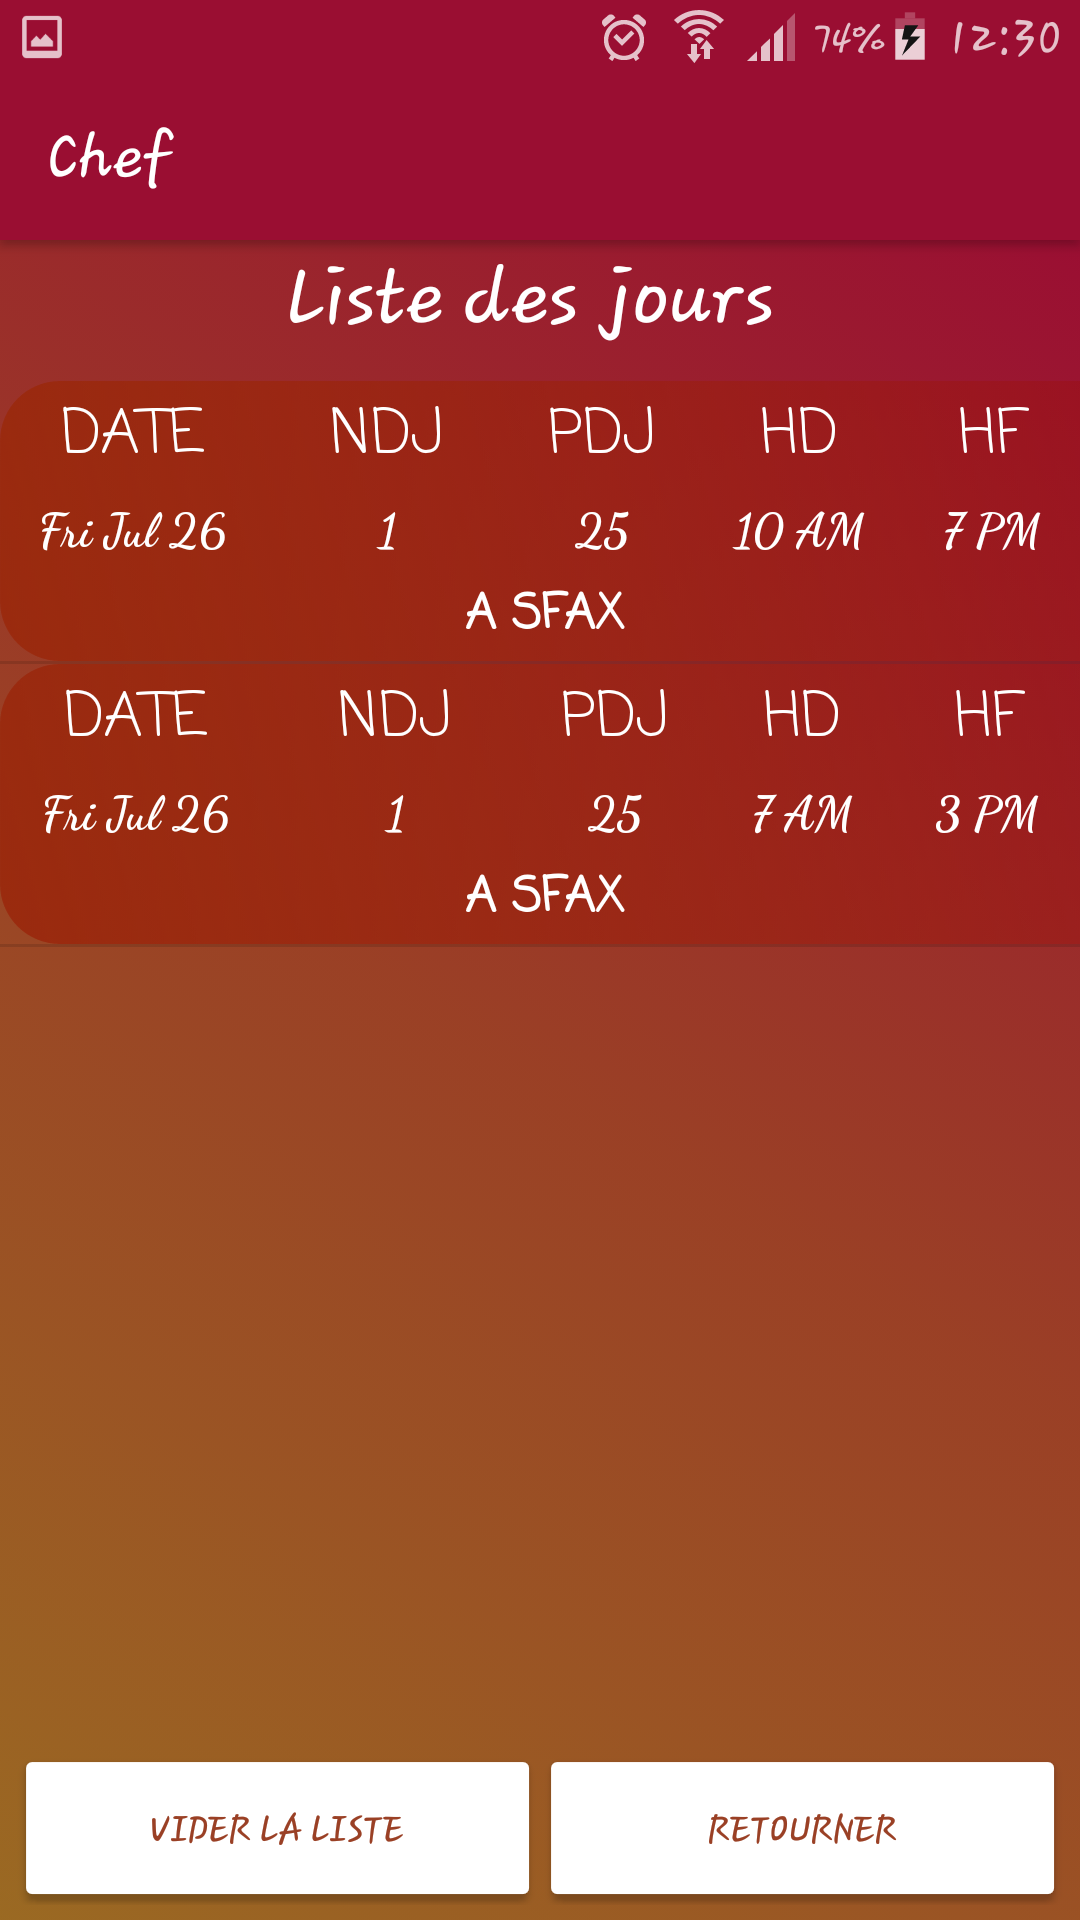 74% 12:30
Chef
Liste des jours
DATE NDJ PDJ HD HF
Fri Jul 26 1 25 10 AM 7 PM
A SFAX
DATE NDJ PDJ HD HF
Fri Jul 26 1 25 7 AM 3 PM
A SFAX
VIDER LA LISTE RETOURNER